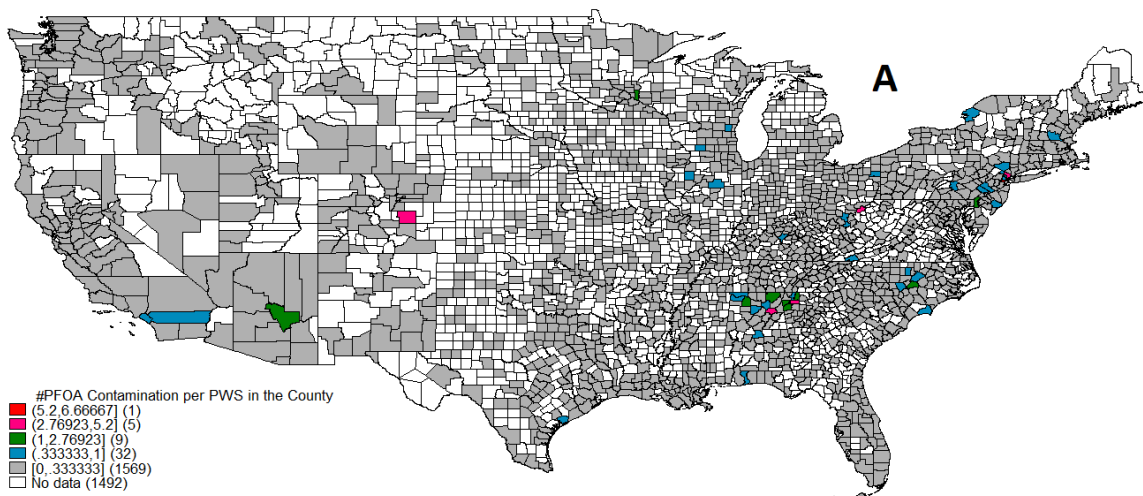 A
#PFOA Contamination per PWS in the County
(5.2,6.66667] (1)
(2.76923,5.2] (5)
(1,2.76923] (9)
(.333333,1] (32)
[0,.333333] (1569)
No data (1492)